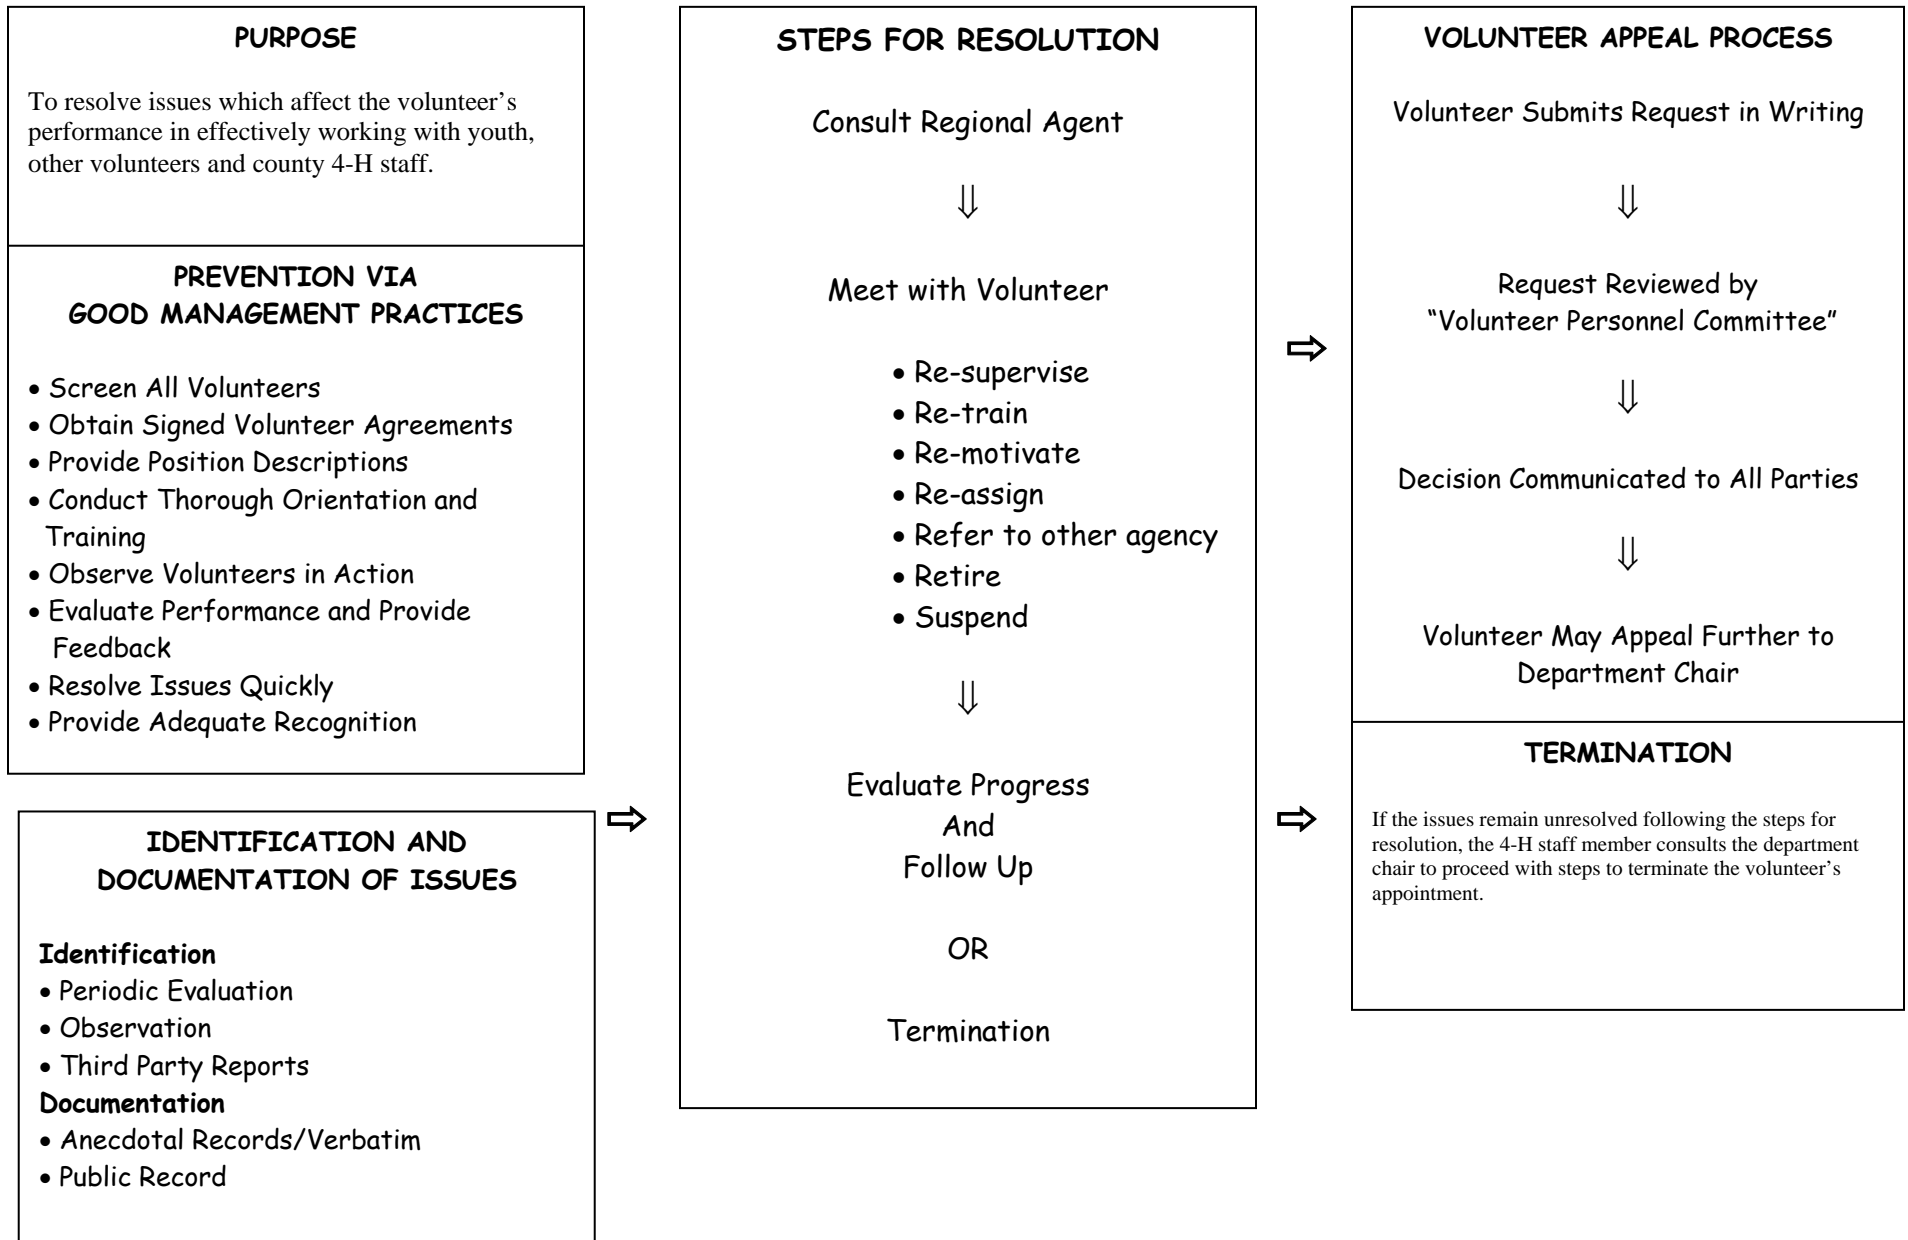 PURPOSE
To resolve issues which affect the volunteer’s
performance in effectively working with youth,
other volunteers and county 4-H staff.
PREVENTION VIA
GOOD MANAGEMENT PRACTICES
• Screen All Volunteers
• Obtain Signed Volunteer Agreements
• Provide Position Descriptions
• Conduct Thorough Orientation and
Training
• Observe Volunteers in Action
• Evaluate Performance and Provide
Feedback
• Resolve Issues Quickly
• Provide Adequate Recognition
IDENTIFICATION AND
DOCUMENTATION OF ISSUES
Identification
• Periodic Evaluation
• Observation
• Third Party Reports
Documentation
• Anecdotal Records/Verbatim
• Public Record
STEPS FOR RESOLUTION
Consult Regional Agent
⇓
Meet with Volunteer
• Re-supervise
• Re-train
• Re-motivate
• Re-assign
• Refer to other agency
• Retire
• Suspend
⇓
Evaluate Progress
And
Follow Up
OR
Termination
VOLUNTEER APPEAL PROCESS
Volunteer Submits Request in Writing
⇓
Request Reviewed by
“Volunteer Personnel Committee”
⇓
Decision Communicated to All Parties
⇓
Volunteer May Appeal Further to
Department Chair
TERMINATION
If the issues remain unresolved following the steps for
resolution, the 4-H staff member consults the department
chair to proceed with steps to terminate the volunteer’s
appointment.